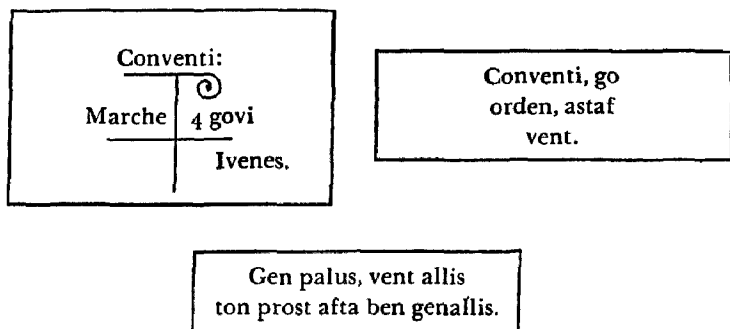 Conventi:
Marche 4 govi
Ivenes.
Conventi, go
orden, astaf
vent.
Gen palus, vent allis
ton prost afta ben genallis.